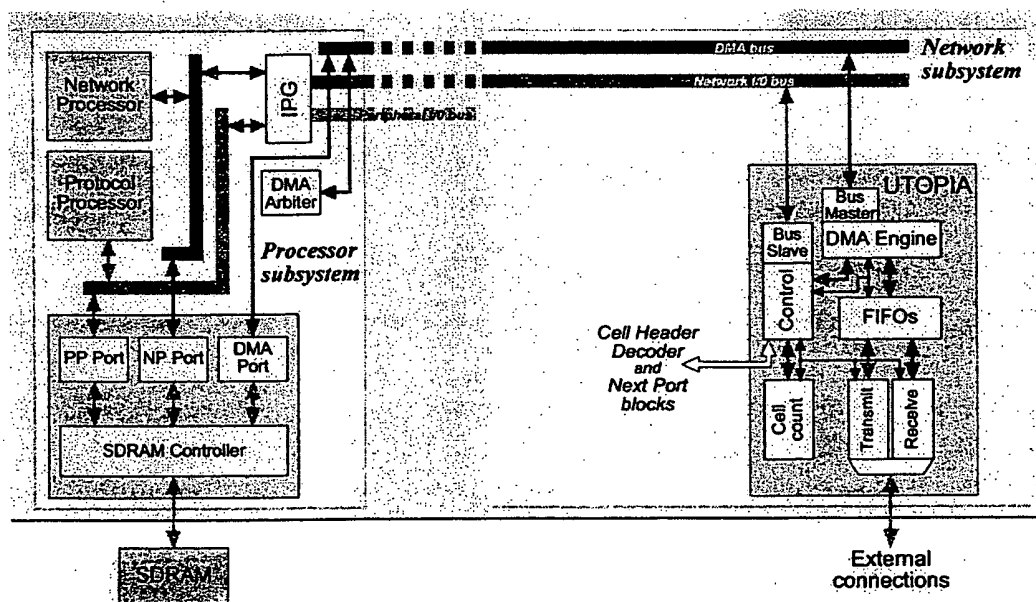 DMA bus
Network
subsystem
Network I/O bus
Network
Processor
IPG
Peripheral I/O bus
Protocol
Processor
DMA
Arbiter
UTOPIA
Bus
Master
Bus
Slave
DMA Engine
Processor
subsystem
Control
FIFOs
Cell Header
Decoder
and
Next Port
blocks
PP Port
NP Port
DMA
Port
Cell
count
Transmit
Receive
SDRAM Controller
SDRAM
External
connections